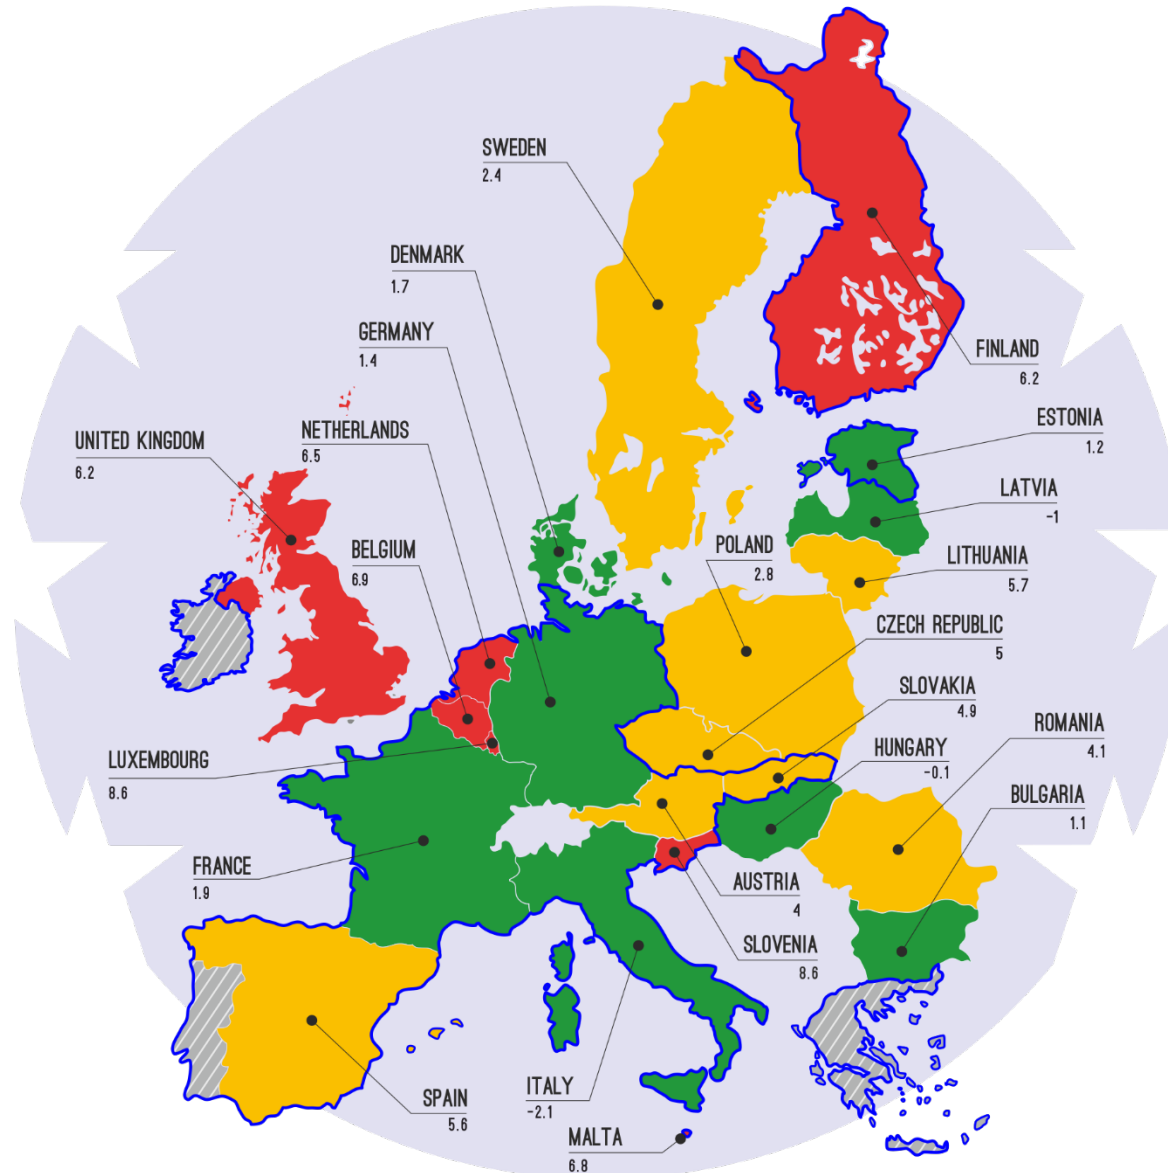 SWEDEN
2.4
DENMARK
1.7
GERMANY
1.4
FINLAND
6.2
NETHERLANDS
6.5
UNITED KINGDOM
6.2
ESTONIA
1.2
LATVIA
-1
BELGIUM
6.9
POLAND
2.8
LITHUANIA
5.7
CZECH REPUBLIC
5
SLOVAKIA
4.9
ROMANIA
4.1
HUNGARY
-0.1
LUXEMBOURG
8.6
BULGARIA
1.1
FRANCE
1.9
AUSTRIA
4
SLOVENIA
8.6
SPAIN
5.6
ITALY
-2.1
MALTA
6.8